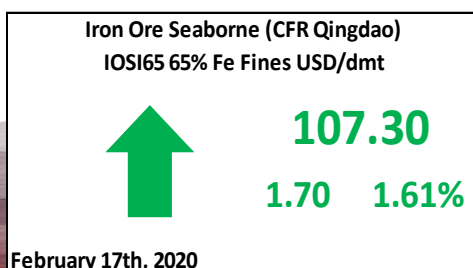 Iron Ore Seaborne (CFR Qingdao)
IOSI65 65% Fe Fines USD/dmt
107.30
1.70 1.61%
February 17th, 2020